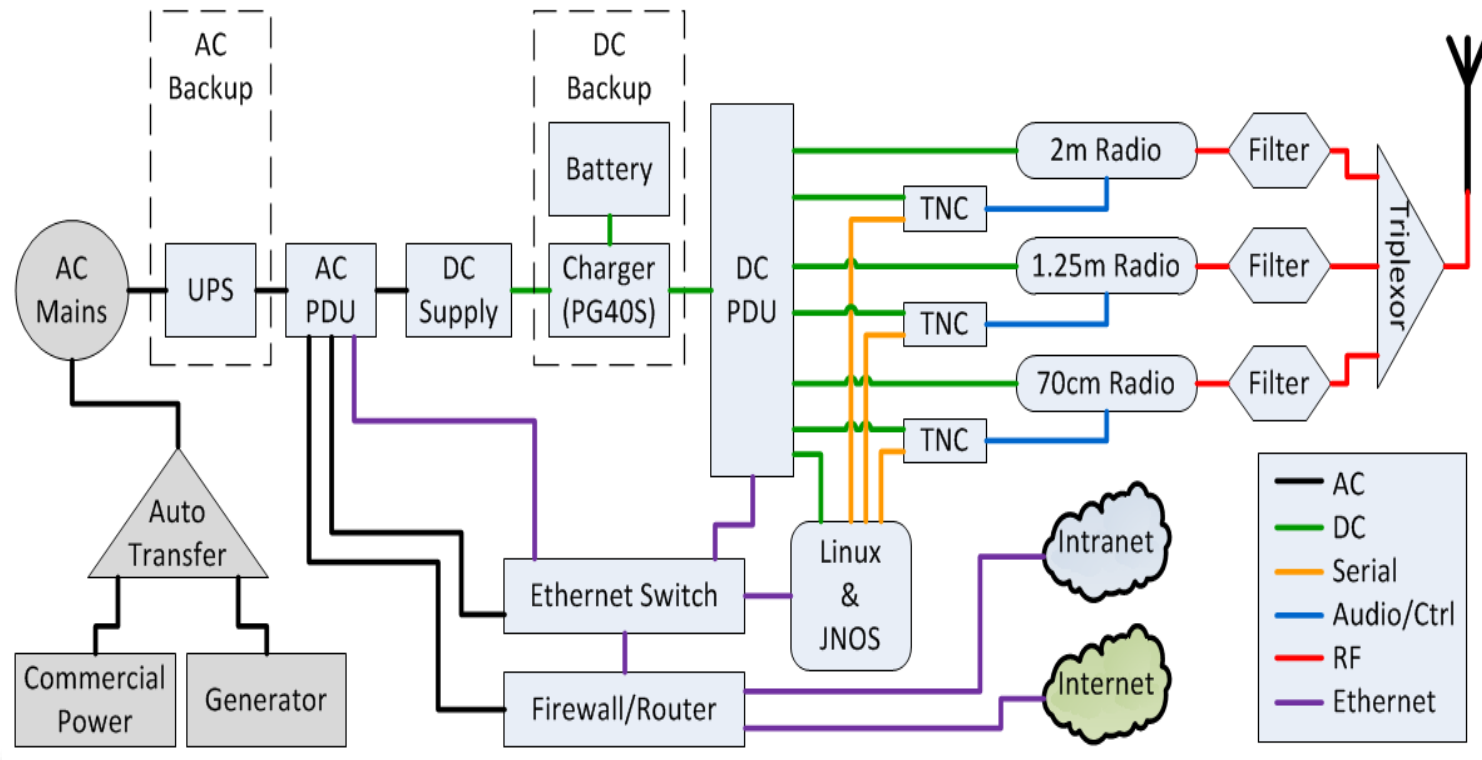 AC
Backup
DC
Backup
Battery
AC
Mains
UPS
AC
PDU
DC
Supply
Charger
(PG40S)
DC
PDU
2m Radio
Filter
TNC
1.25m Radio
Filter
TNC
70cm Radio
Filter
TNC
Triplexor
Auto
Transfer
Commercial
Power
Generator
Ethernet Switch
Firewall/Router
Linux
&
JNOS
Intranet
Internet
AC
DC
Serial
Audio/Ctrl
RF
Ethernet